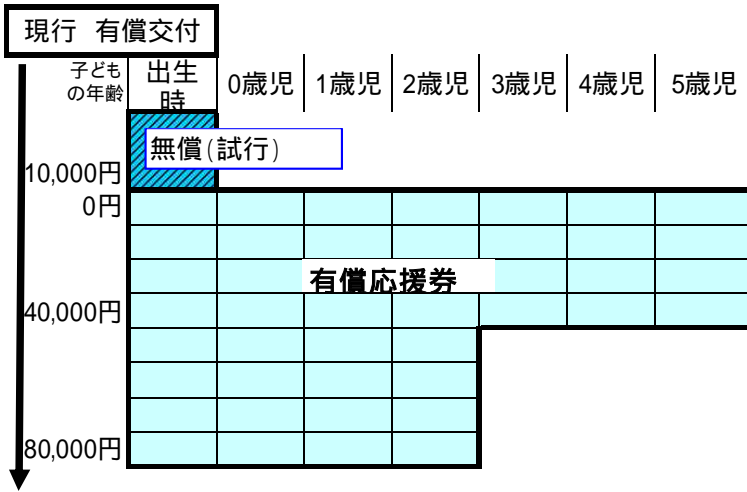 現行 有償交付
子ども
の年齢
出生
時
0歳児
1歳児
2歳児
3歳児
4歳児
5歳児
無償(試行)
10,000円
0円
有償応援券
40,000円
80,000円